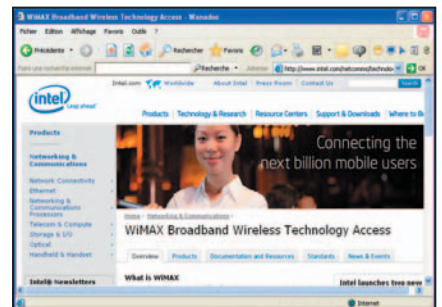 WiMAX Broadband Wireless Technology Access - Wanadoo
Fichier Edition Affichage Favoris Outils ?
Précédente Rechercher Favoris
Rechercher Adresse http://www.intel.com/netcomms/technolo OK
Intel.com Worldwide About Intel Press Room Contact Us Search
intel Leap ahead
Products Technology & Research Resource Centers Support & Downloads Where to B
Products
Networking & Communications
Network Connectivity
Ethernet
Networking & Communications Processors
Telecom & Compute
Storage & I/O
Optical
Handheld & Handset
Intel® Newsletters
Connecting the
next billion mobile users
Home › Networking & Communications ›
WiMAX Broadband Wireless Technology Access
Overview Products Documentation and Resources Standards News & Events
What is WiMAX
Intel launches two new
Internet